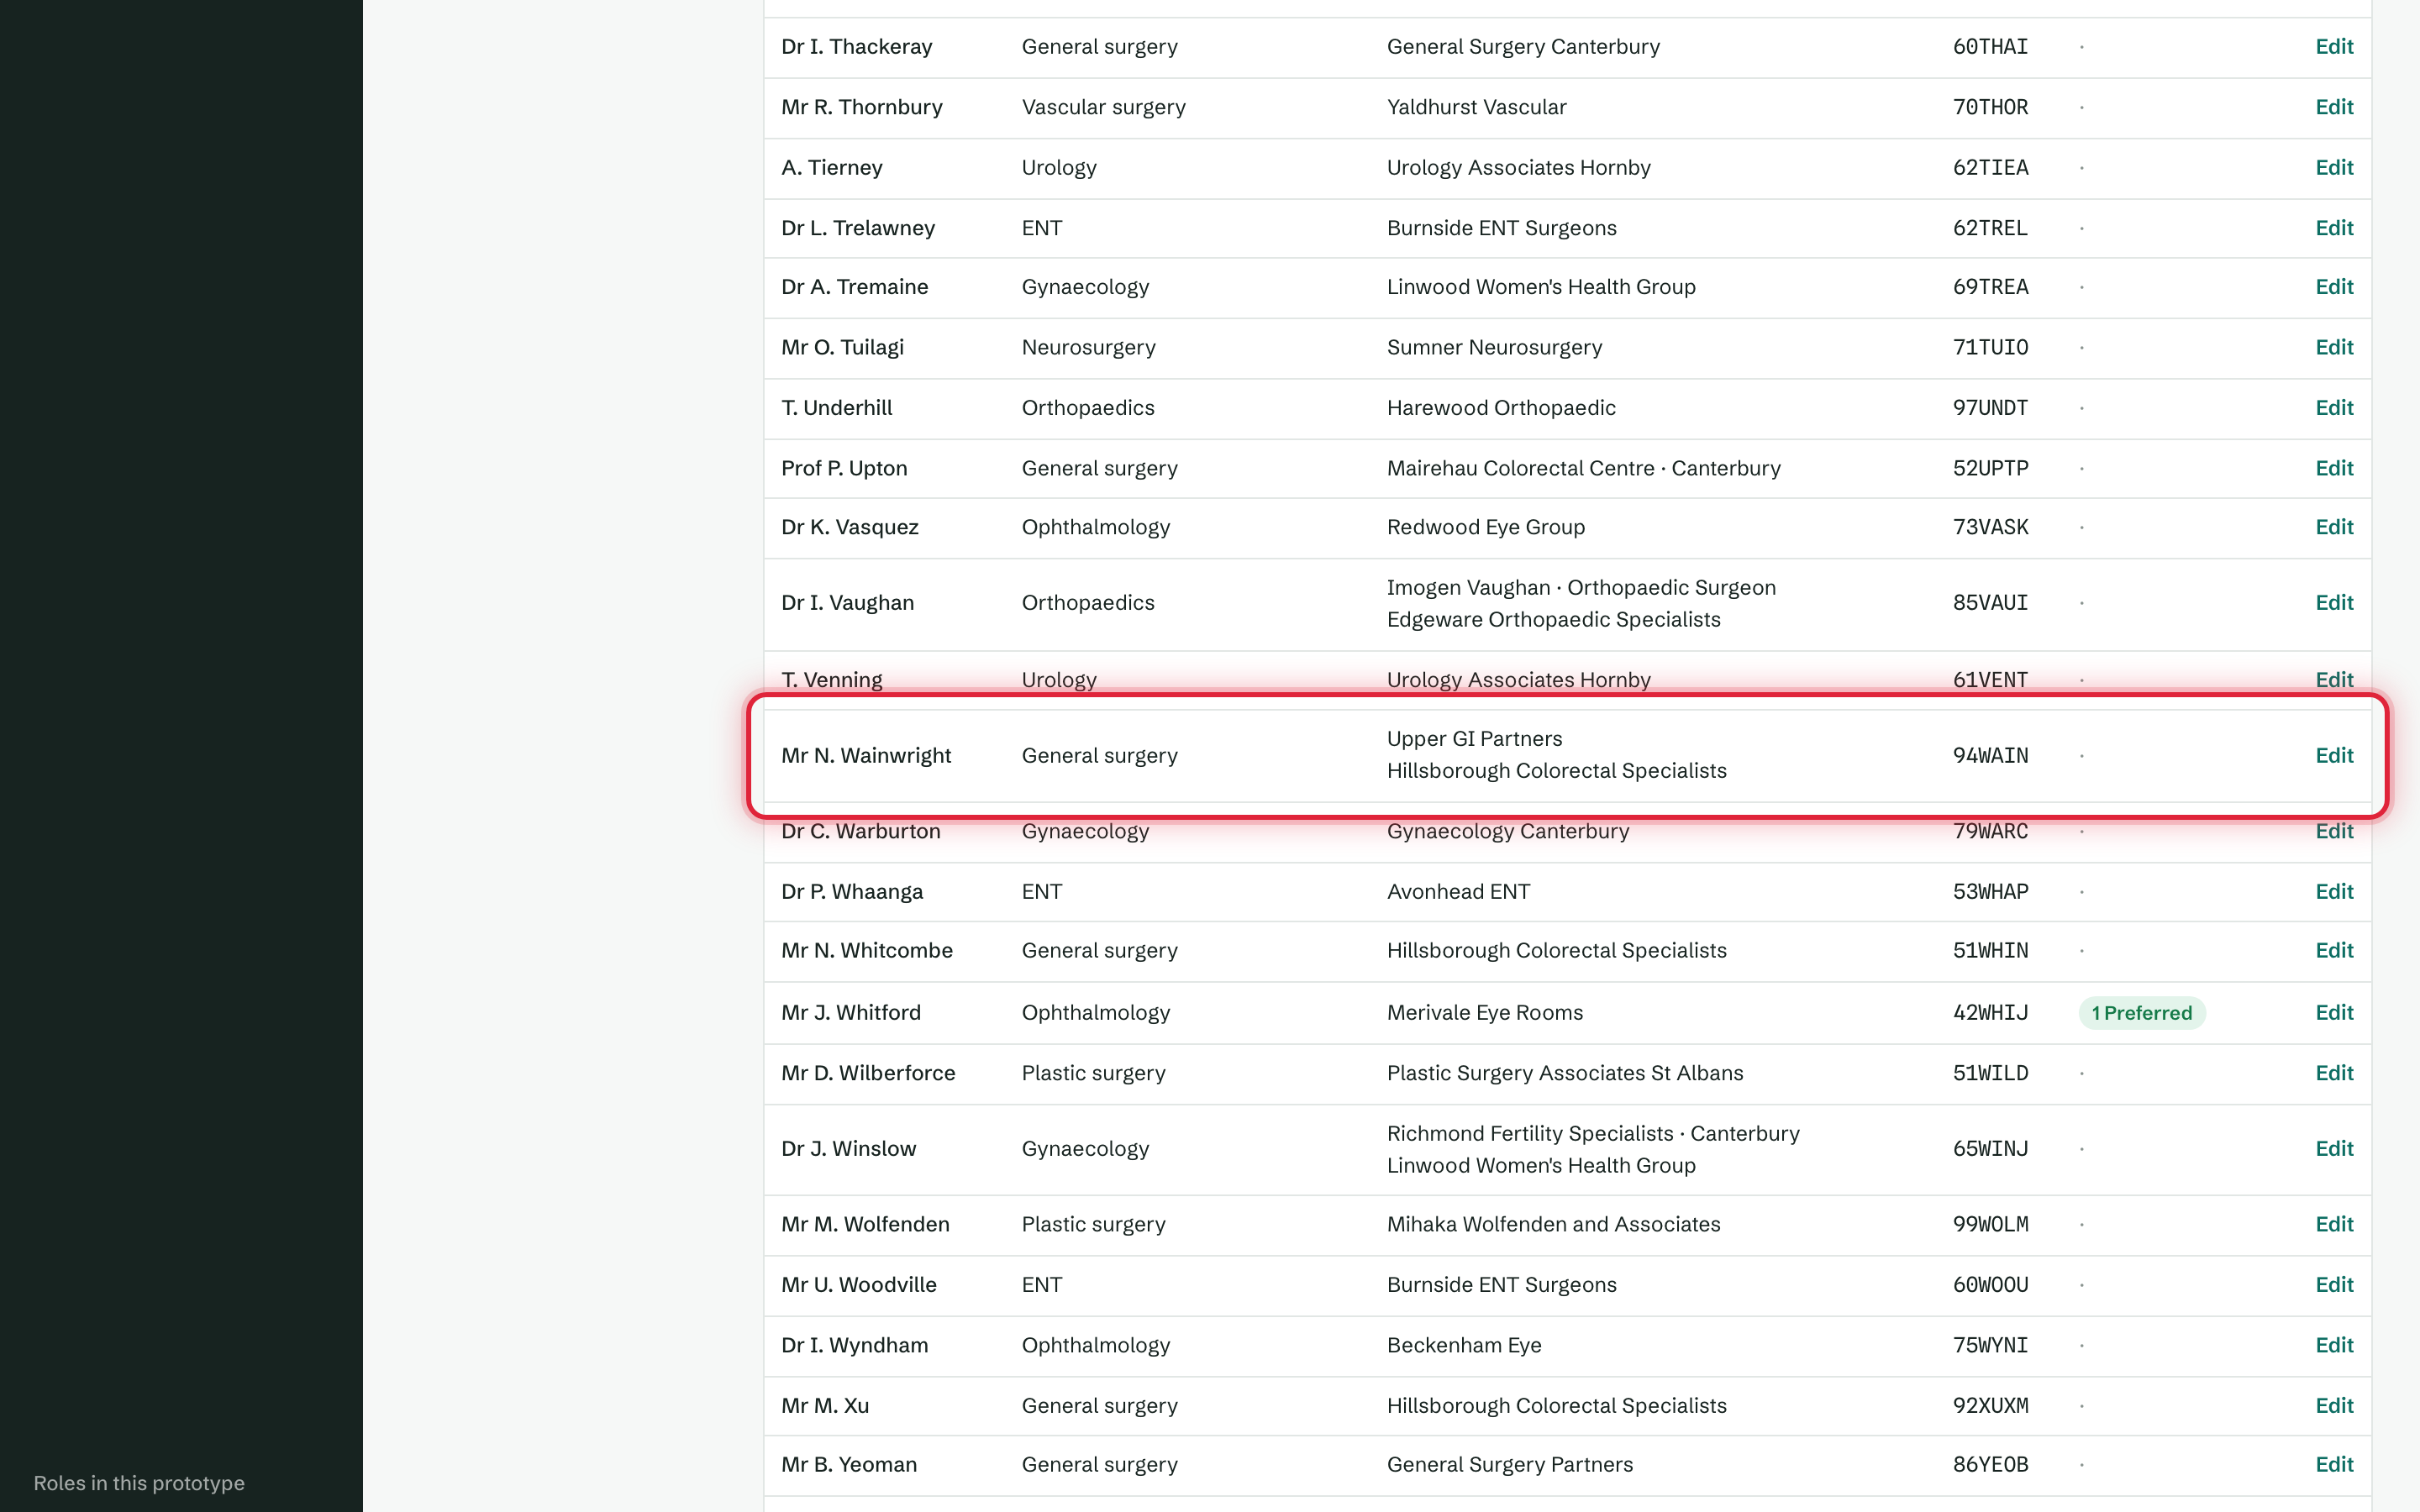 Dr I. Thackeray General surgery General Surgery Canterbury 60THAI · Edit
Mr R. Thornbury Vascular surgery Yaldhurst Vascular 70THOR · Edit
A. Tierney Urology Urology Associates Hornby 62TIEA · Edit
Dr L. Trelawney ENT Burnside ENT Surgeons 62TREL · Edit
Dr A. Tremaine Gynaecology Linwood Women's Health Group 69TREA · Edit
Mr O. Tuilagi Neurosurgery Sumner Neurosurgery 71TUIO · Edit
T. Underhill Orthopaedics Harewood Orthopaedic 97UNDT · Edit
Prof P. Upton General surgery Mairehau Colorectal Centre · Canterbury 52UPTP · Edit
Dr K. Vasquez Ophthalmology Redwood Eye Group 73VASK · Edit
Dr I. Vaughan Orthopaedics Imogen Vaughan · Orthopaedic Surgeon
Edgeware Orthopaedic Specialists 85VAUI · Edit
T. Venning Urology Urology Associates Hornby 61VENT · Edit
Mr N. Wainwright General surgery Upper GI Partners
Hillsborough Colorectal Specialists 94WAIN · Edit
Dr C. Warburton Gynaecology Gynaecology Canterbury 79WARC · Edit
Dr P. Whaanga ENT Avonhead ENT 53WHAP · Edit
Mr N. Whitcombe General surgery Hillsborough Colorectal Specialists 51WHIN · Edit
Mr J. Whitford Ophthalmology Merivale Eye Rooms 42WHIJ 1 Preferred Edit
Mr D. Wilberforce Plastic surgery Plastic Surgery Associates St Albans 51WILD · Edit
Dr J. Winslow Gynaecology Richmond Fertility Specialists · Canterbury
Linwood Women's Health Group 65WINJ · Edit
Mr M. Wolfenden Plastic surgery Mihaka Wolfenden and Associates 99WOLM · Edit
Mr U. Woodville ENT Burnside ENT Surgeons 60WOOU · Edit
Dr I. Wyndham Ophthalmology Beckenham Eye 75WYNI · Edit
Mr M. Xu General surgery Hillsborough Colorectal Specialists 92XUXM · Edit
Mr B. Yeoman General surgery General Surgery Partners 86YEOB · Edit
Roles in this prototype